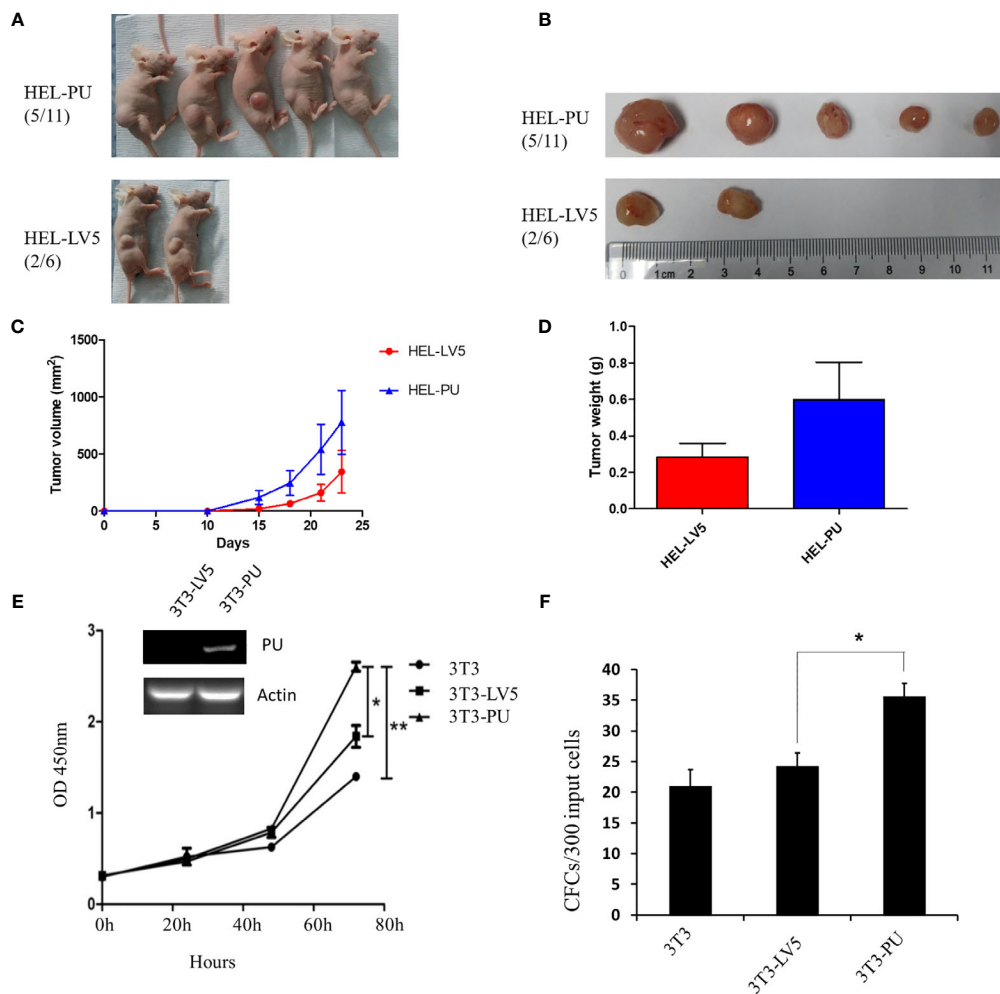 A
HEL-PU
(5/11)
HEL-LV5
(2/6)
B
HEL-PU
(5/11)
HEL-LV5
(2/6)
0 1cm 2 3 4 5 6 7 8 9 10 11
C
Tumor volume (mm²)
1500
1000
500
0
0 5 10 15 20 25
Days
HEL-LV5
HEL-PU
D
Tumor weight (g)
1.0
0.8
0.6
0.4
0.2
0.0
HEL-LV5
HEL-PU
E
3T3-LV5
3T3-PU
PU
Actin
OD 450nm
3
2
1
0
0h 20h 40h 60h 80h
Hours
3T3
3T3-LV5
3T3-PU
*
**
F
*
CFCs/300 input cells
40
35
30
25
20
15
10
5
0
3T3
3T3-LV5
3T3-PU